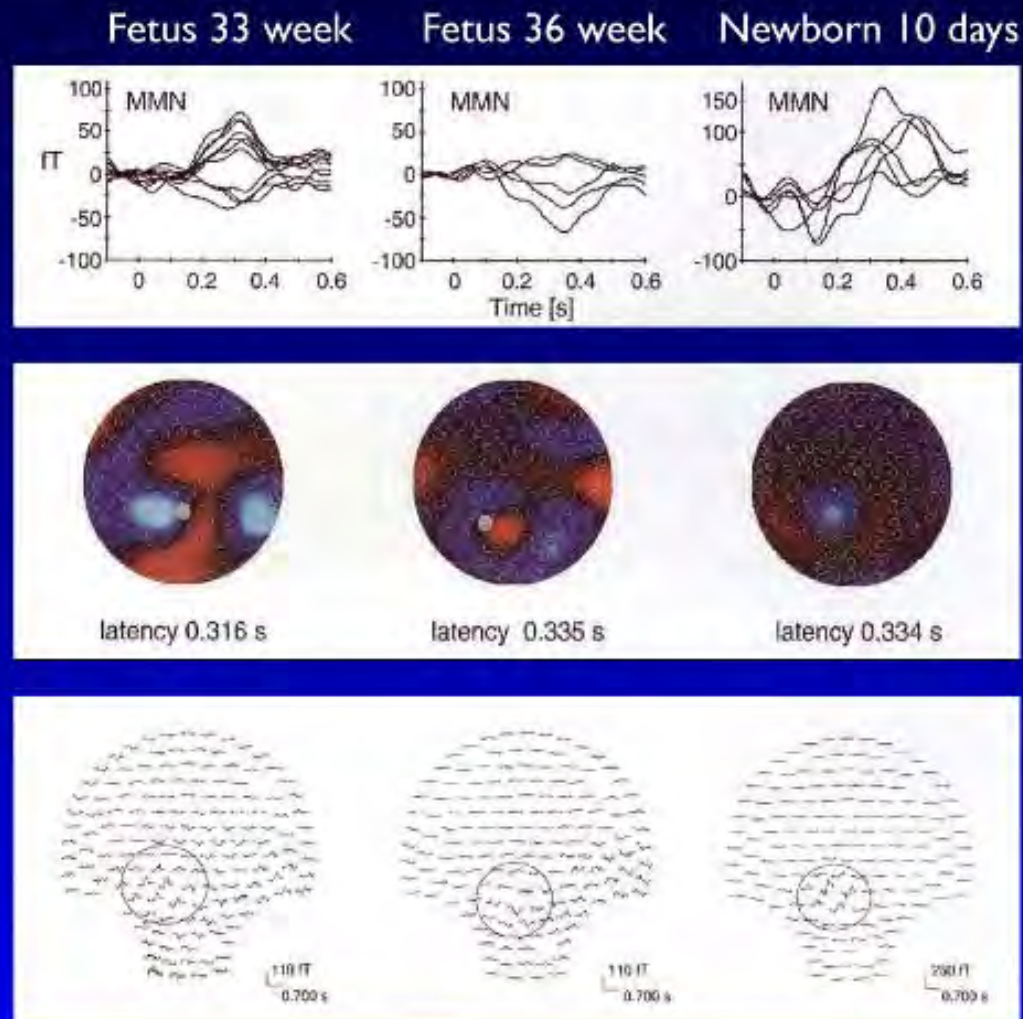 Fetus 33 week Fetus 36 week Newborn 10 days
MMN MMN MMN
100 100 150
50 50 100
fT 0 0 0
-50 -50
-100 -100 -100
0 0.2 0.4 0.6 0 0.2 0.4 0.6 0 0.2 0.4 0.6
Time [s]
latency 0.316 s latency 0.335 s latency 0.334 s
110 fT 110 fT
0.700 s 0.700 s 0.700 s